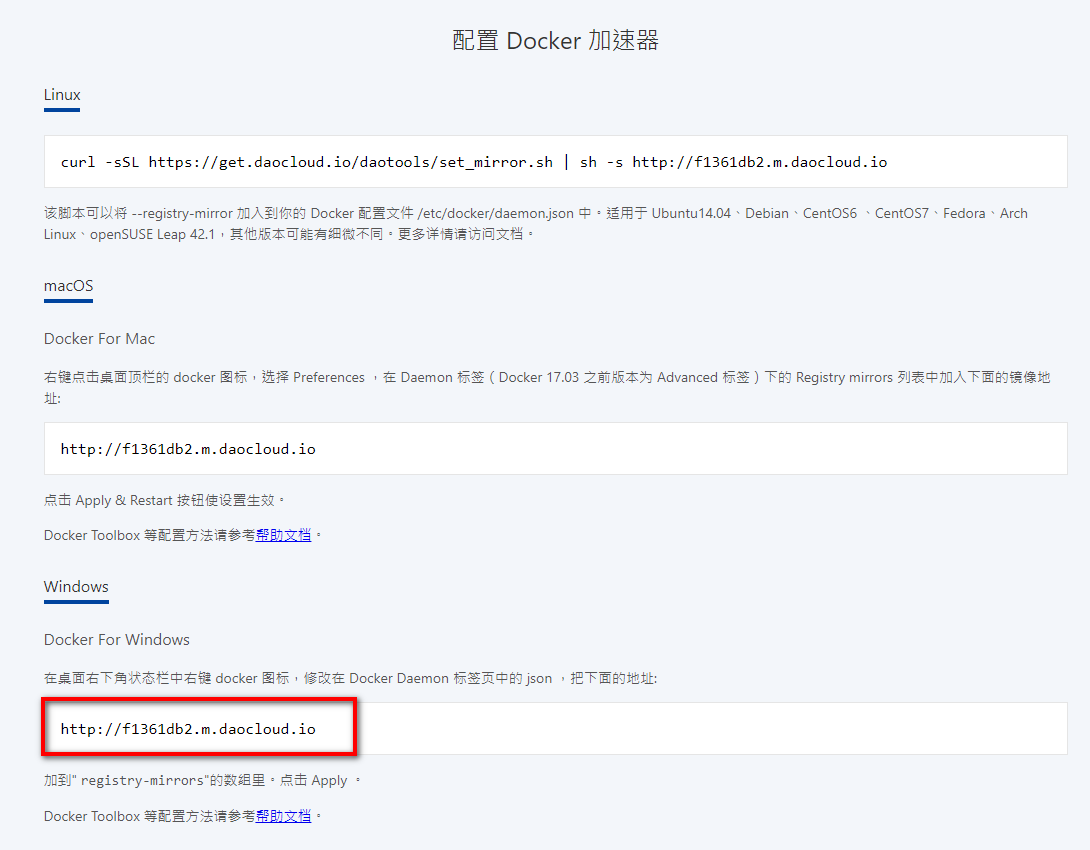 配置 Docker 加速器
Linux
curl -sSL https://get.daocloud.io/daotools/set_mirror.sh | sh -s http://f1361db2.m.daocloud.io
该脚本可以将 --registry-mirror 加入到你的 Docker 配置文件 /etc/docker/daemon.json 中。适用于 Ubuntu14.04、Debian、CentOS6 、CentOS7、Fedora、Arch
Linux、openSUSE Leap 42.1，其他版本可能有细微不同。更多详情请访问文档。
macOS
Docker For Mac
右键点击桌面顶栏的 docker 图标，选择 Preferences ，在 Daemon 标签（Docker 17.03 之前版本为 Advanced 标签）下的 Registry mirrors 列表中加入下面的镜像地
址:
http://f1361db2.m.daocloud.io
点击 Apply & Restart 按钮使设置生效。
Docker Toolbox 等配置方法请参考帮助文档。
Windows
Docker For Windows
在桌面右下角状态栏中右键 docker 图标，修改在 Docker Daemon 标签页中的 json ，把下面的地址:
http://f1361db2.m.daocloud.io
加到" registry-mirrors"的数组里。点击 Apply 。
Docker Toolbox 等配置方法请参考帮助文档。